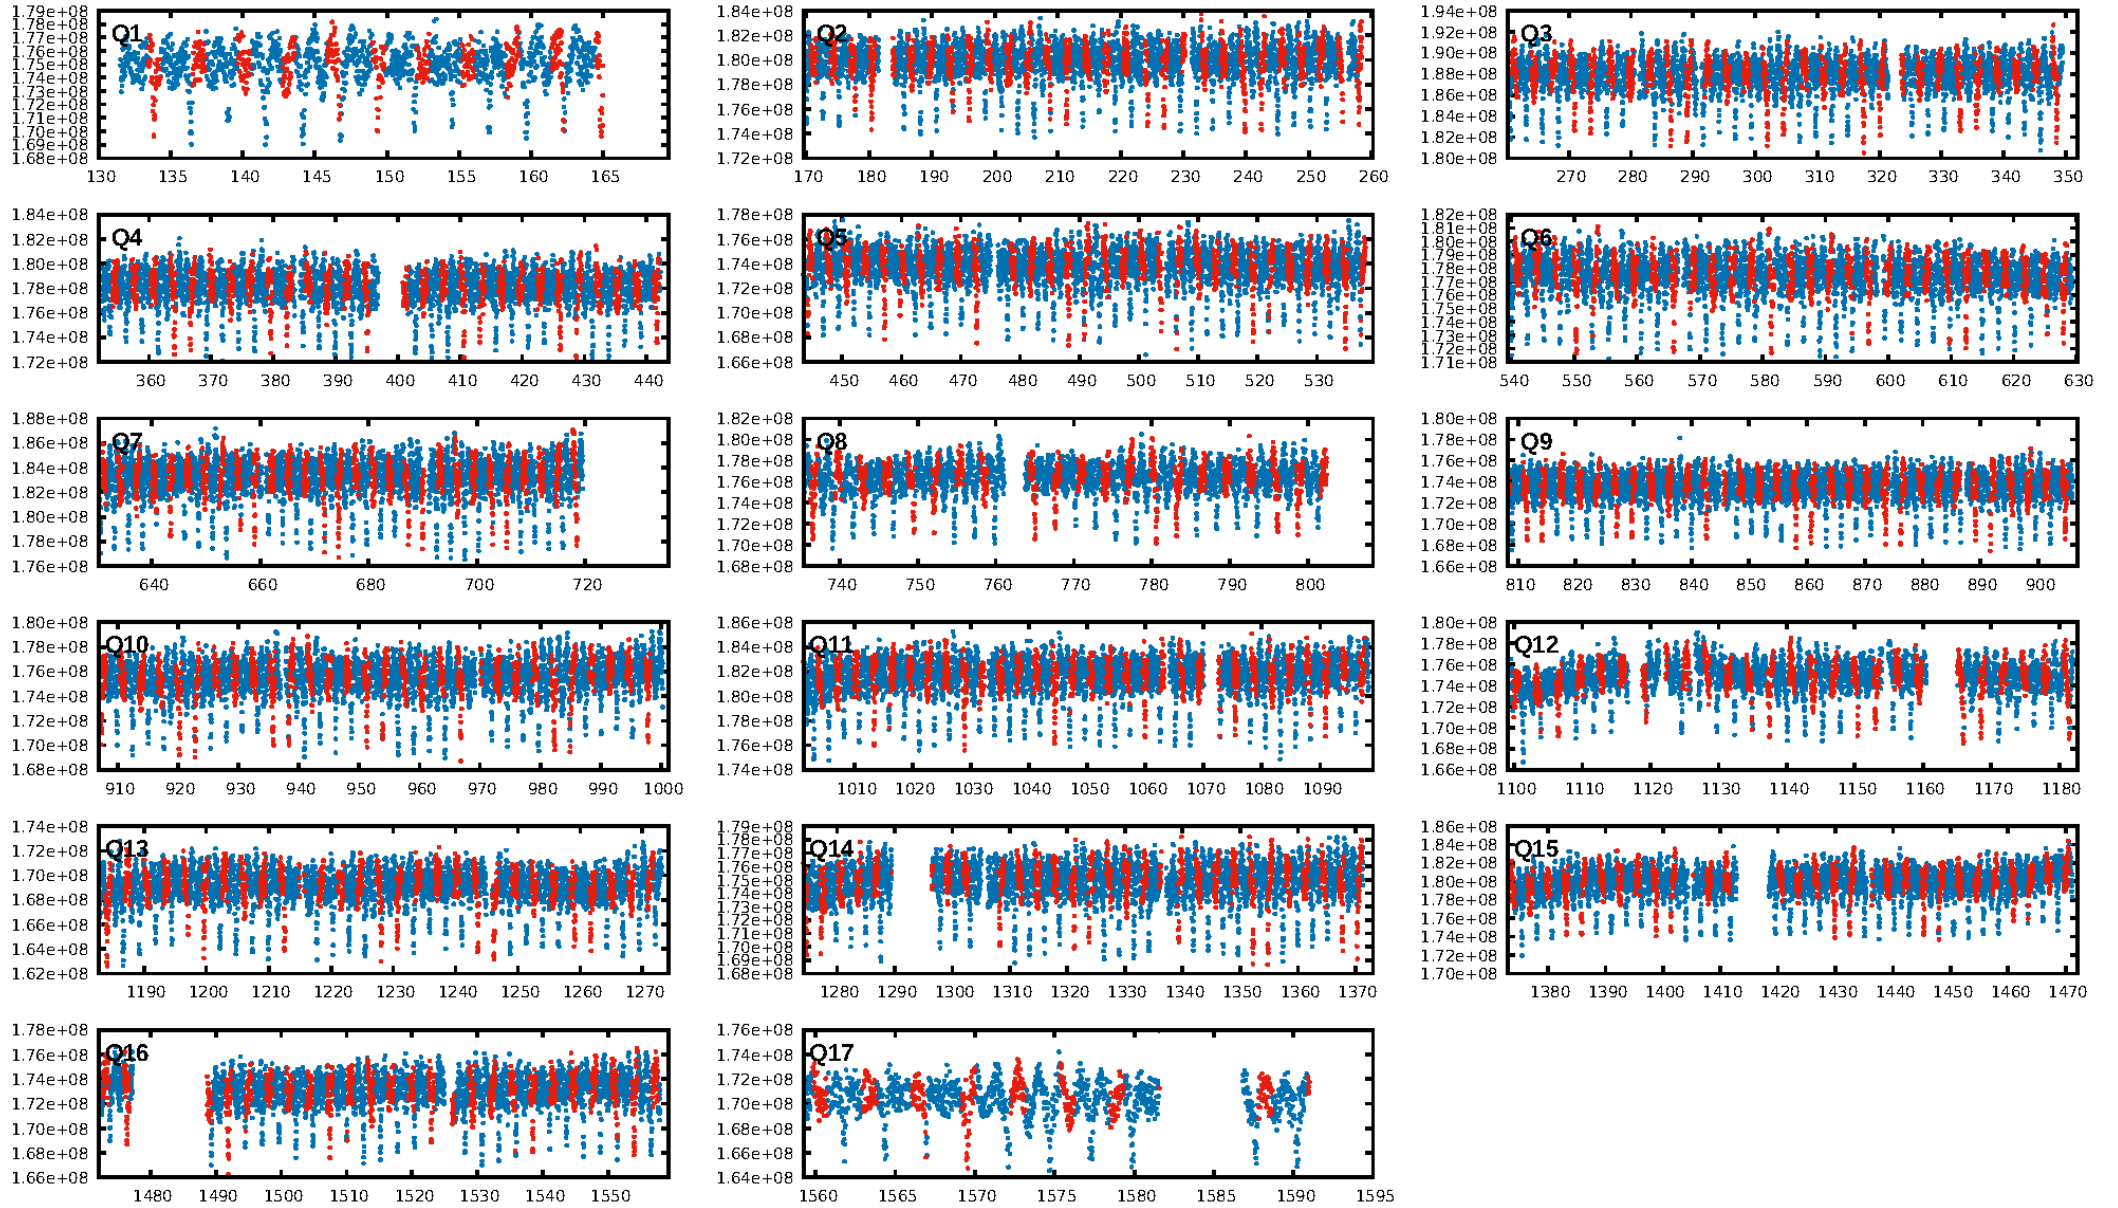 1.79e+08
1.78e+08
1.77e+08
1.76e+08
1.75e+08
1.74e+08
1.73e+08
1.72e+08
1.71e+08
1.70e+08
1.69e+08
1.68e+08
Q1
130 135 140 145 150 155 160 165
1.84e+08
1.82e+08
1.80e+08
1.78e+08
1.76e+08
1.74e+08
1.72e+08
Q2
170 180 190 200 210 220 230 240 250 260
1.94e+08
1.92e+08
1.90e+08
1.88e+08
1.86e+08
1.84e+08
1.82e+08
1.80e+08
Q3
270 280 290 300 310 320 330 340 350
1.84e+08
1.82e+08
1.80e+08
1.78e+08
1.76e+08
1.74e+08
1.72e+08
Q4
360 370 380 390 400 410 420 430 440
1.78e+08
1.76e+08
1.74e+08
1.72e+08
1.70e+08
1.68e+08
1.66e+08
Q5
450 460 470 480 490 500 510 520 530
1.82e+08
1.81e+08
1.80e+08
1.79e+08
1.78e+08
1.77e+08
1.76e+08
1.75e+08
1.74e+08
1.73e+08
1.72e+08
1.71e+08
Q6
540 550 560 570 580 590 600 610 620 630
1.88e+08
1.86e+08
1.84e+08
1.82e+08
1.80e+08
1.78e+08
1.76e+08
Q7
640 660 680 700 720
1.82e+08
1.80e+08
1.78e+08
1.76e+08
1.74e+08
1.72e+08
1.70e+08
1.68e+08
Q8
740 750 760 770 780 790 800
1.80e+08
1.78e+08
1.76e+08
1.74e+08
1.72e+08
1.70e+08
1.68e+08
1.66e+08
Q9
810 820 830 840 850 860 870 880 890 900
1.80e+08
1.78e+08
1.76e+08
1.74e+08
1.72e+08
1.70e+08
1.68e+08
Q10
910 920 930 940 950 960 970 980 990 1000
1.86e+08
1.84e+08
1.82e+08
1.80e+08
1.78e+08
1.76e+08
1.74e+08
Q11
1010 1020 1030 1040 1050 1060 1070 1080 1090
1.80e+08
1.78e+08
1.76e+08
1.74e+08
1.72e+08
1.70e+08
1.68e+08
1.66e+08
Q12
1100 1110 1120 1130 1140 1150 1160 1170 1180
1.74e+08
1.72e+08
1.70e+08
1.68e+08
1.66e+08
1.64e+08
1.62e+08
Q13
1190 1200 1210 1220 1230 1240 1250 1260 1270
1.79e+08
1.78e+08
1.77e+08
1.76e+08
1.75e+08
1.74e+08
1.73e+08
1.72e+08
1.71e+08
1.70e+08
1.69e+08
1.68e+08
Q14
1280 1290 1300 1310 1320 1330 1340 1350 1360 1370
1.86e+08
1.84e+08
1.82e+08
1.80e+08
1.78e+08
1.76e+08
1.74e+08
1.72e+08
1.70e+08
Q15
1380 1390 1400 1410 1420 1430 1440 1450 1460 1470
1.78e+08
1.76e+08
1.74e+08
1.72e+08
1.70e+08
1.68e+08
1.66e+08
Q16
1480 1490 1500 1510 1520 1530 1540 1550
1.76e+08
1.74e+08
1.72e+08
1.70e+08
1.68e+08
1.66e+08
1.64e+08
Q17
1560 1565 1570 1575 1580 1585 1590 1595